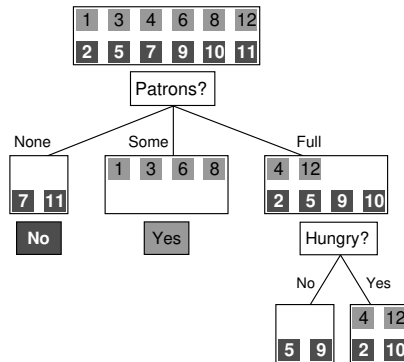 1 3 4 6 8 12
2 5 7 9 10 11
Patrons?
None Some Full
1 3 6 8 4 12
7 11 2 5 9 10
No Yes Hungry?
No Yes
4 12
5 9 2 10